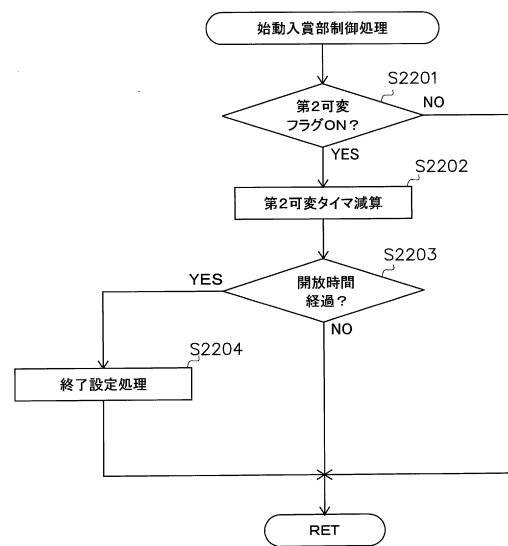 始動入賞部制御処理
S2201
第2可変
フラグON?
NO
YES
S2202
第2可変タイマ減算
S2203
YES
開放時間
経過?
NO
S2204
終了設定処理
RET